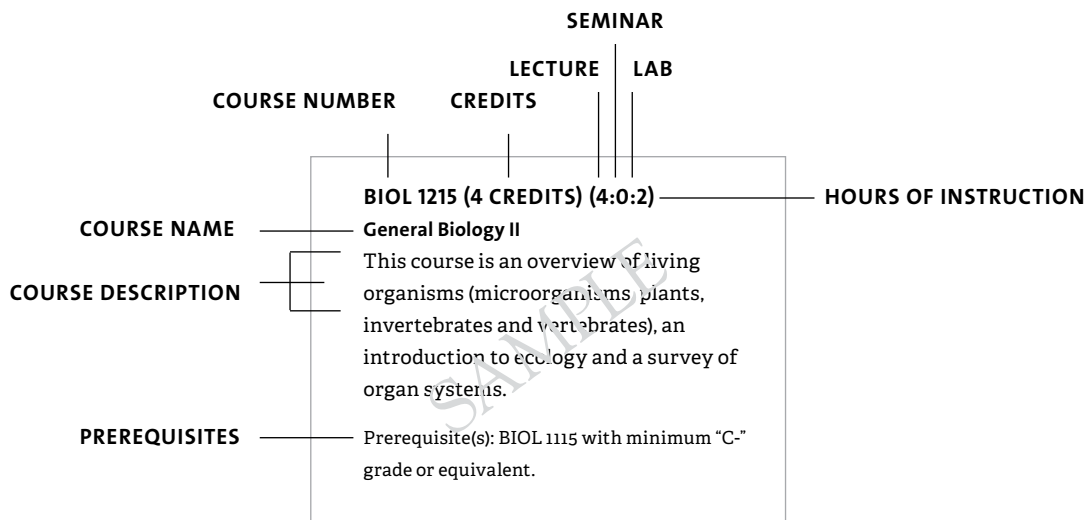 SEMINAR
LECTURE LAB
COURSE NUMBER CREDITS
BIOL 1215 (4 CREDITS) (4:0:2) HOURS OF INSTRUCTION
COURSE NAME General Biology II
This course is an overview of living
COURSE DESCRIPTION organisms (microorganisms, plants,
invertebrates and vertebrates), an
introduction to ecology and a survey of
organ systems.
SAMPLE
PREREQUISITES Prerequisite(s): BIOL 1115 with minimum “C-”
grade or equivalent.